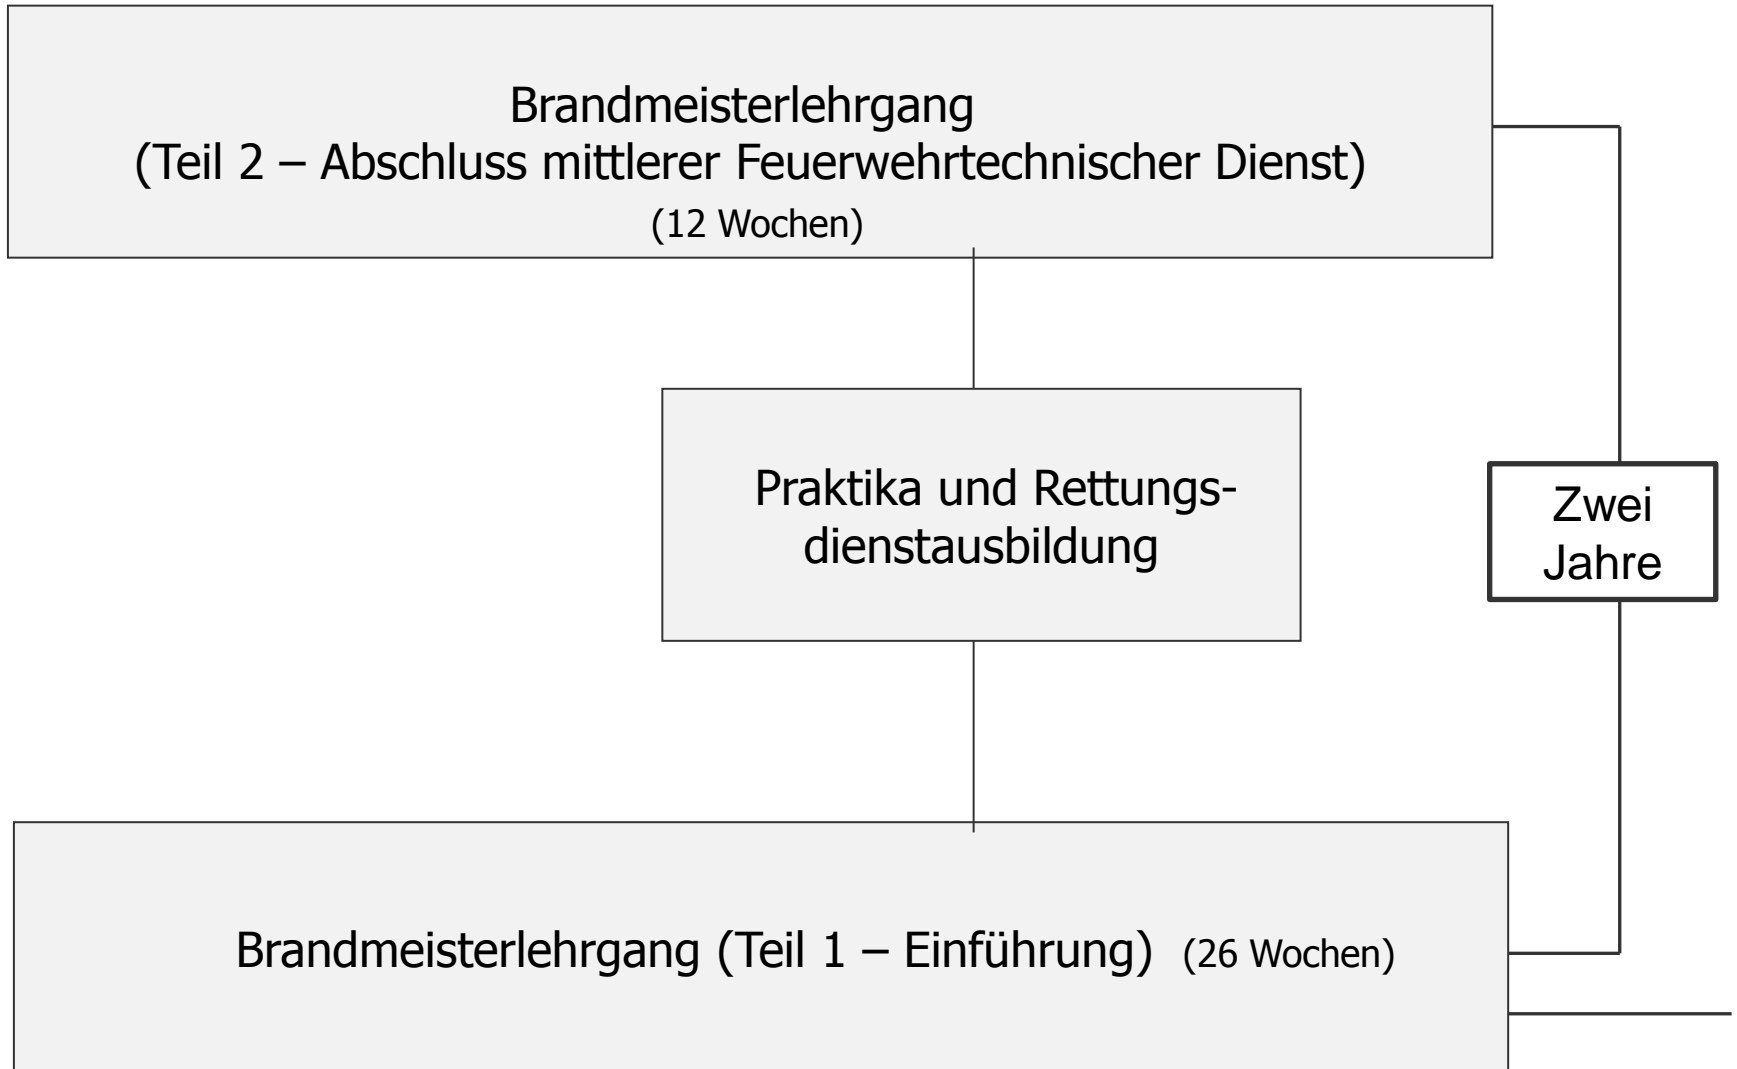 Brandmeisterlehrgang
(Teil 2 – Abschluss mittlerer Feuerwehrtechnischer Dienst)
(12 Wochen)
Praktika und Rettungs-
dienstausbildung
Zwei
Jahre
Brandmeisterlehrgang (Teil 1 – Einführung) (26 Wochen)